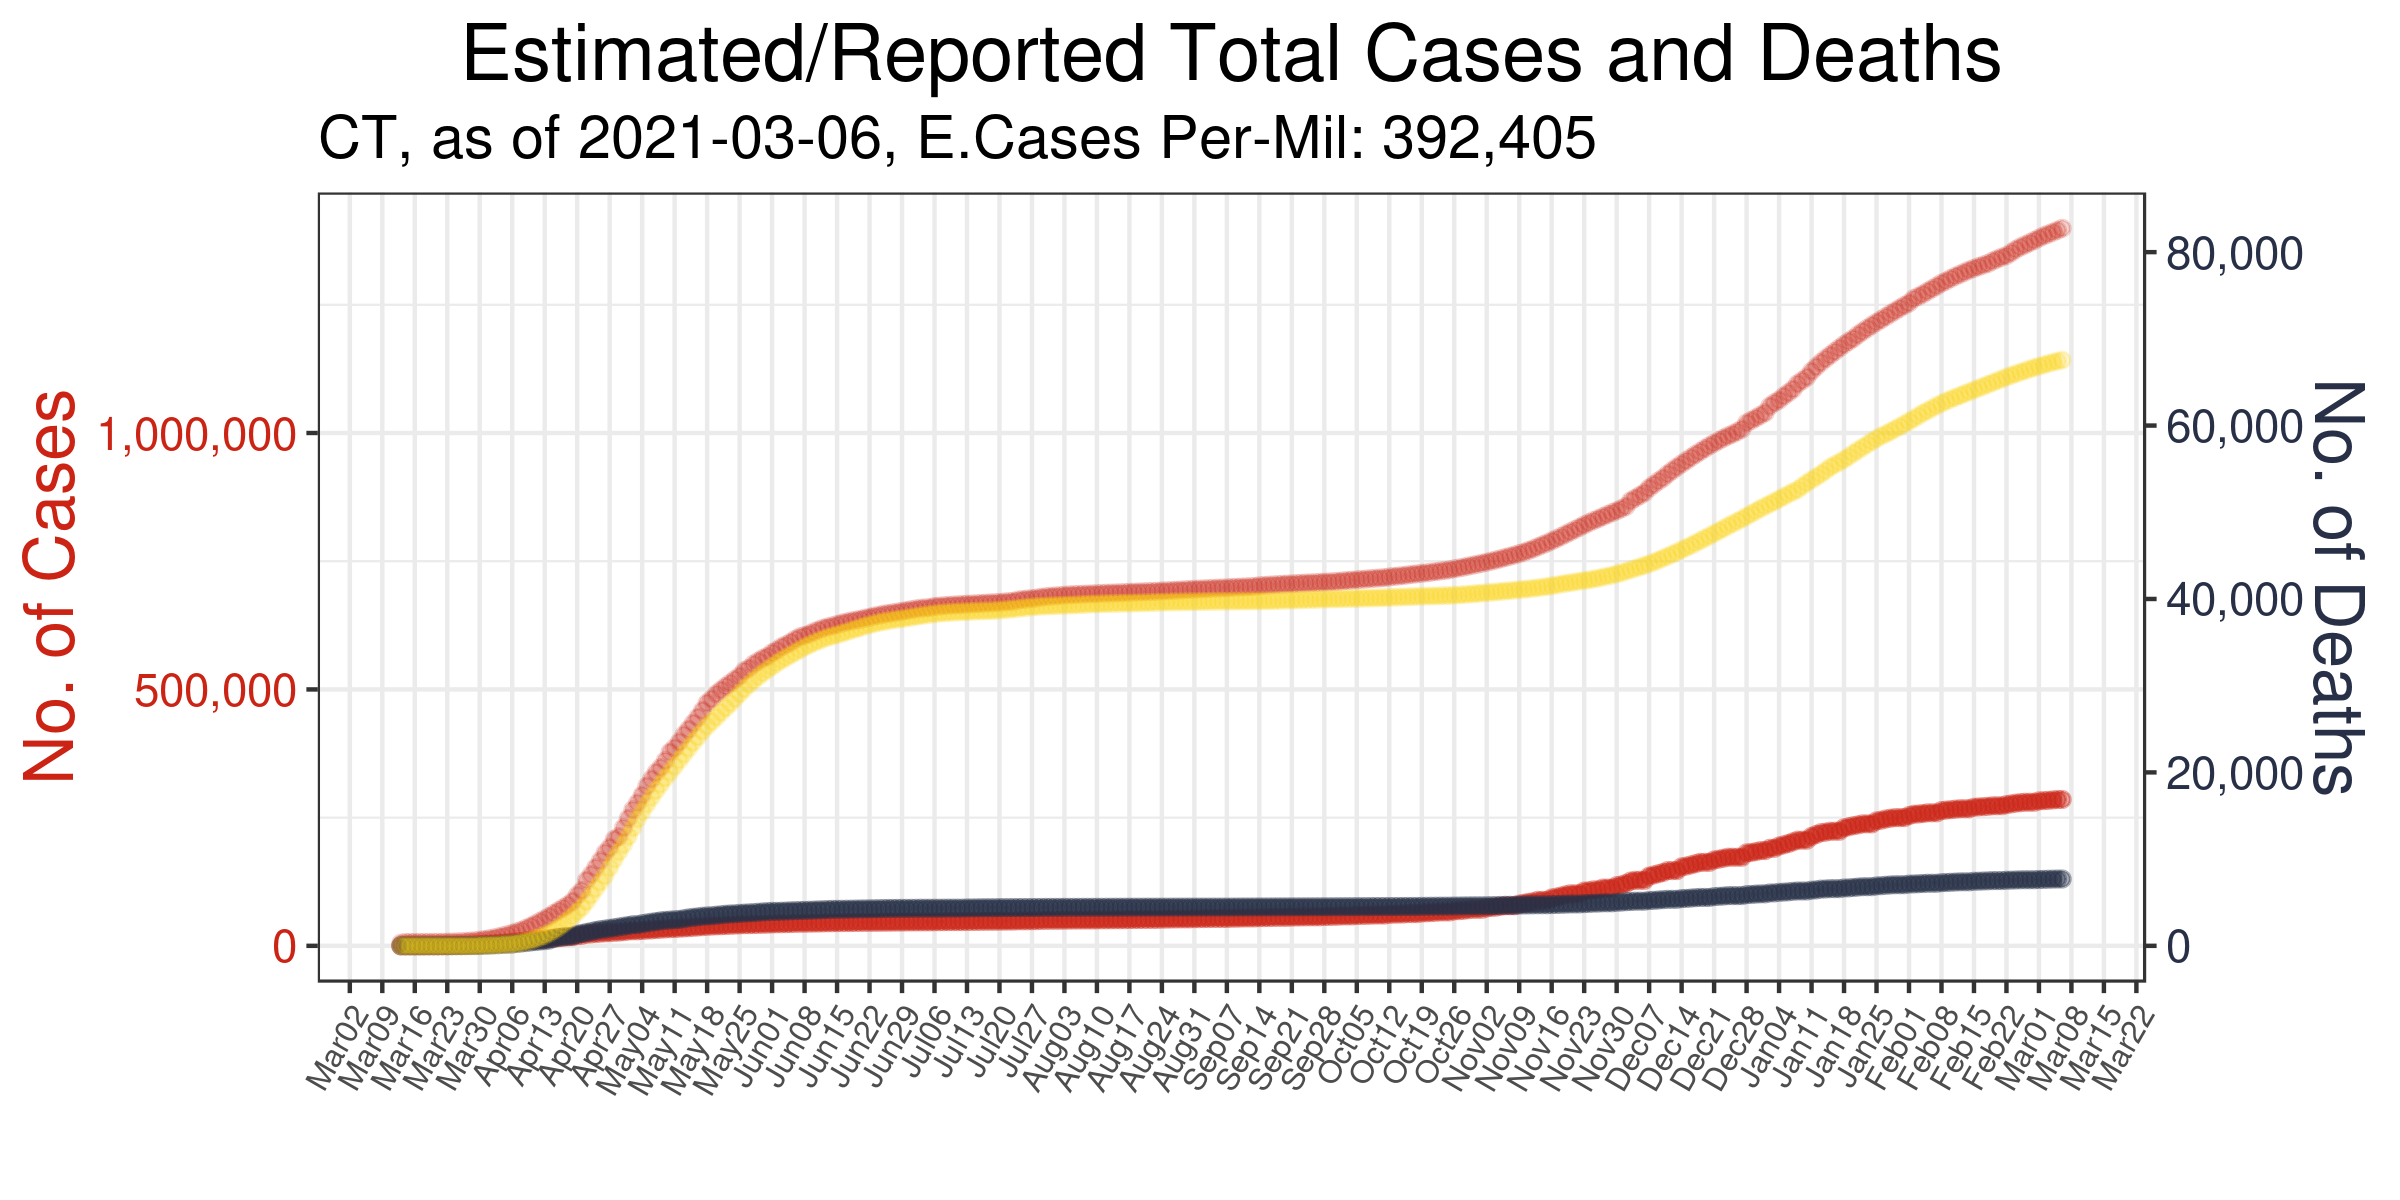 Estimated/Reported Total Cases and Deaths
CT, as of 2021-03-06, E.Cases Per-Mil: 392,405
No. of Cases
1,000,000
500,000
0
80,000
60,000
40,000
20,000
0
No. of Deaths
Mar02
Mar09
Mar16
Mar23
Mar30
Apr06
Apr13
Apr20
Apr27
May04
May11
May18
May25
Jun01
Jun08
Jun15
Jun22
Jun29
Jul06
Jul13
Jul20
Jul27
Aug03
Aug10
Aug17
Aug24
Aug31
Sep07
Sep14
Sep21
Sep28
Oct05
Oct12
Oct19
Oct26
Nov02
Nov09
Nov16
Nov23
Nov30
Dec07
Dec14
Dec21
Dec28
Jan04
Jan11
Jan18
Jan25
Feb01
Feb08
Feb15
Feb22
Mar01
Mar08
Mar15
Mar22